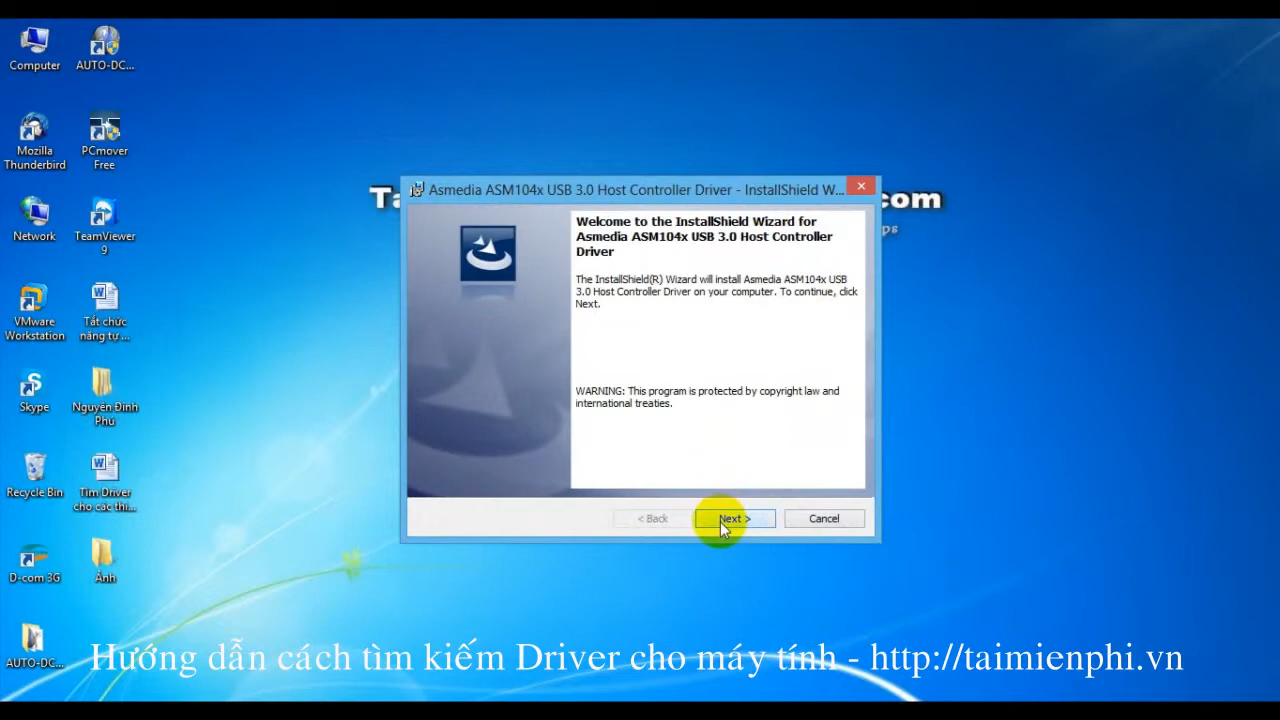 Computer
AUTO-DC...
Mozilla
Thunderbird
PCmover
Free
Network
TeamViewer
9
VMware
Workstation
Tắt chức
năng tự ...
Skype
Nguyễn Đình
Phú
Recycle Bin
Tìm Driver
cho các thi...
D-com 3G
Ảnh
AUTO-DC...
Ta
com
ps
Asmedia ASM104x USB 3.0 Host Controller Driver - InstallShield W...
Welcome to the InstallShield Wizard for
Asmedia ASM104x USB 3.0 Host Controller
Driver
The InstallShield(R) Wizard will install Asmedia ASM104x USB
3.0 Host Controller Driver on your computer. To continue, click
Next.
WARNING: This program is protected by copyright law and
international treaties.
< Back
Next >
Cancel
Hướng dẫn cách tìm kiếm Driver cho máy tính - http://taimienphi.vn